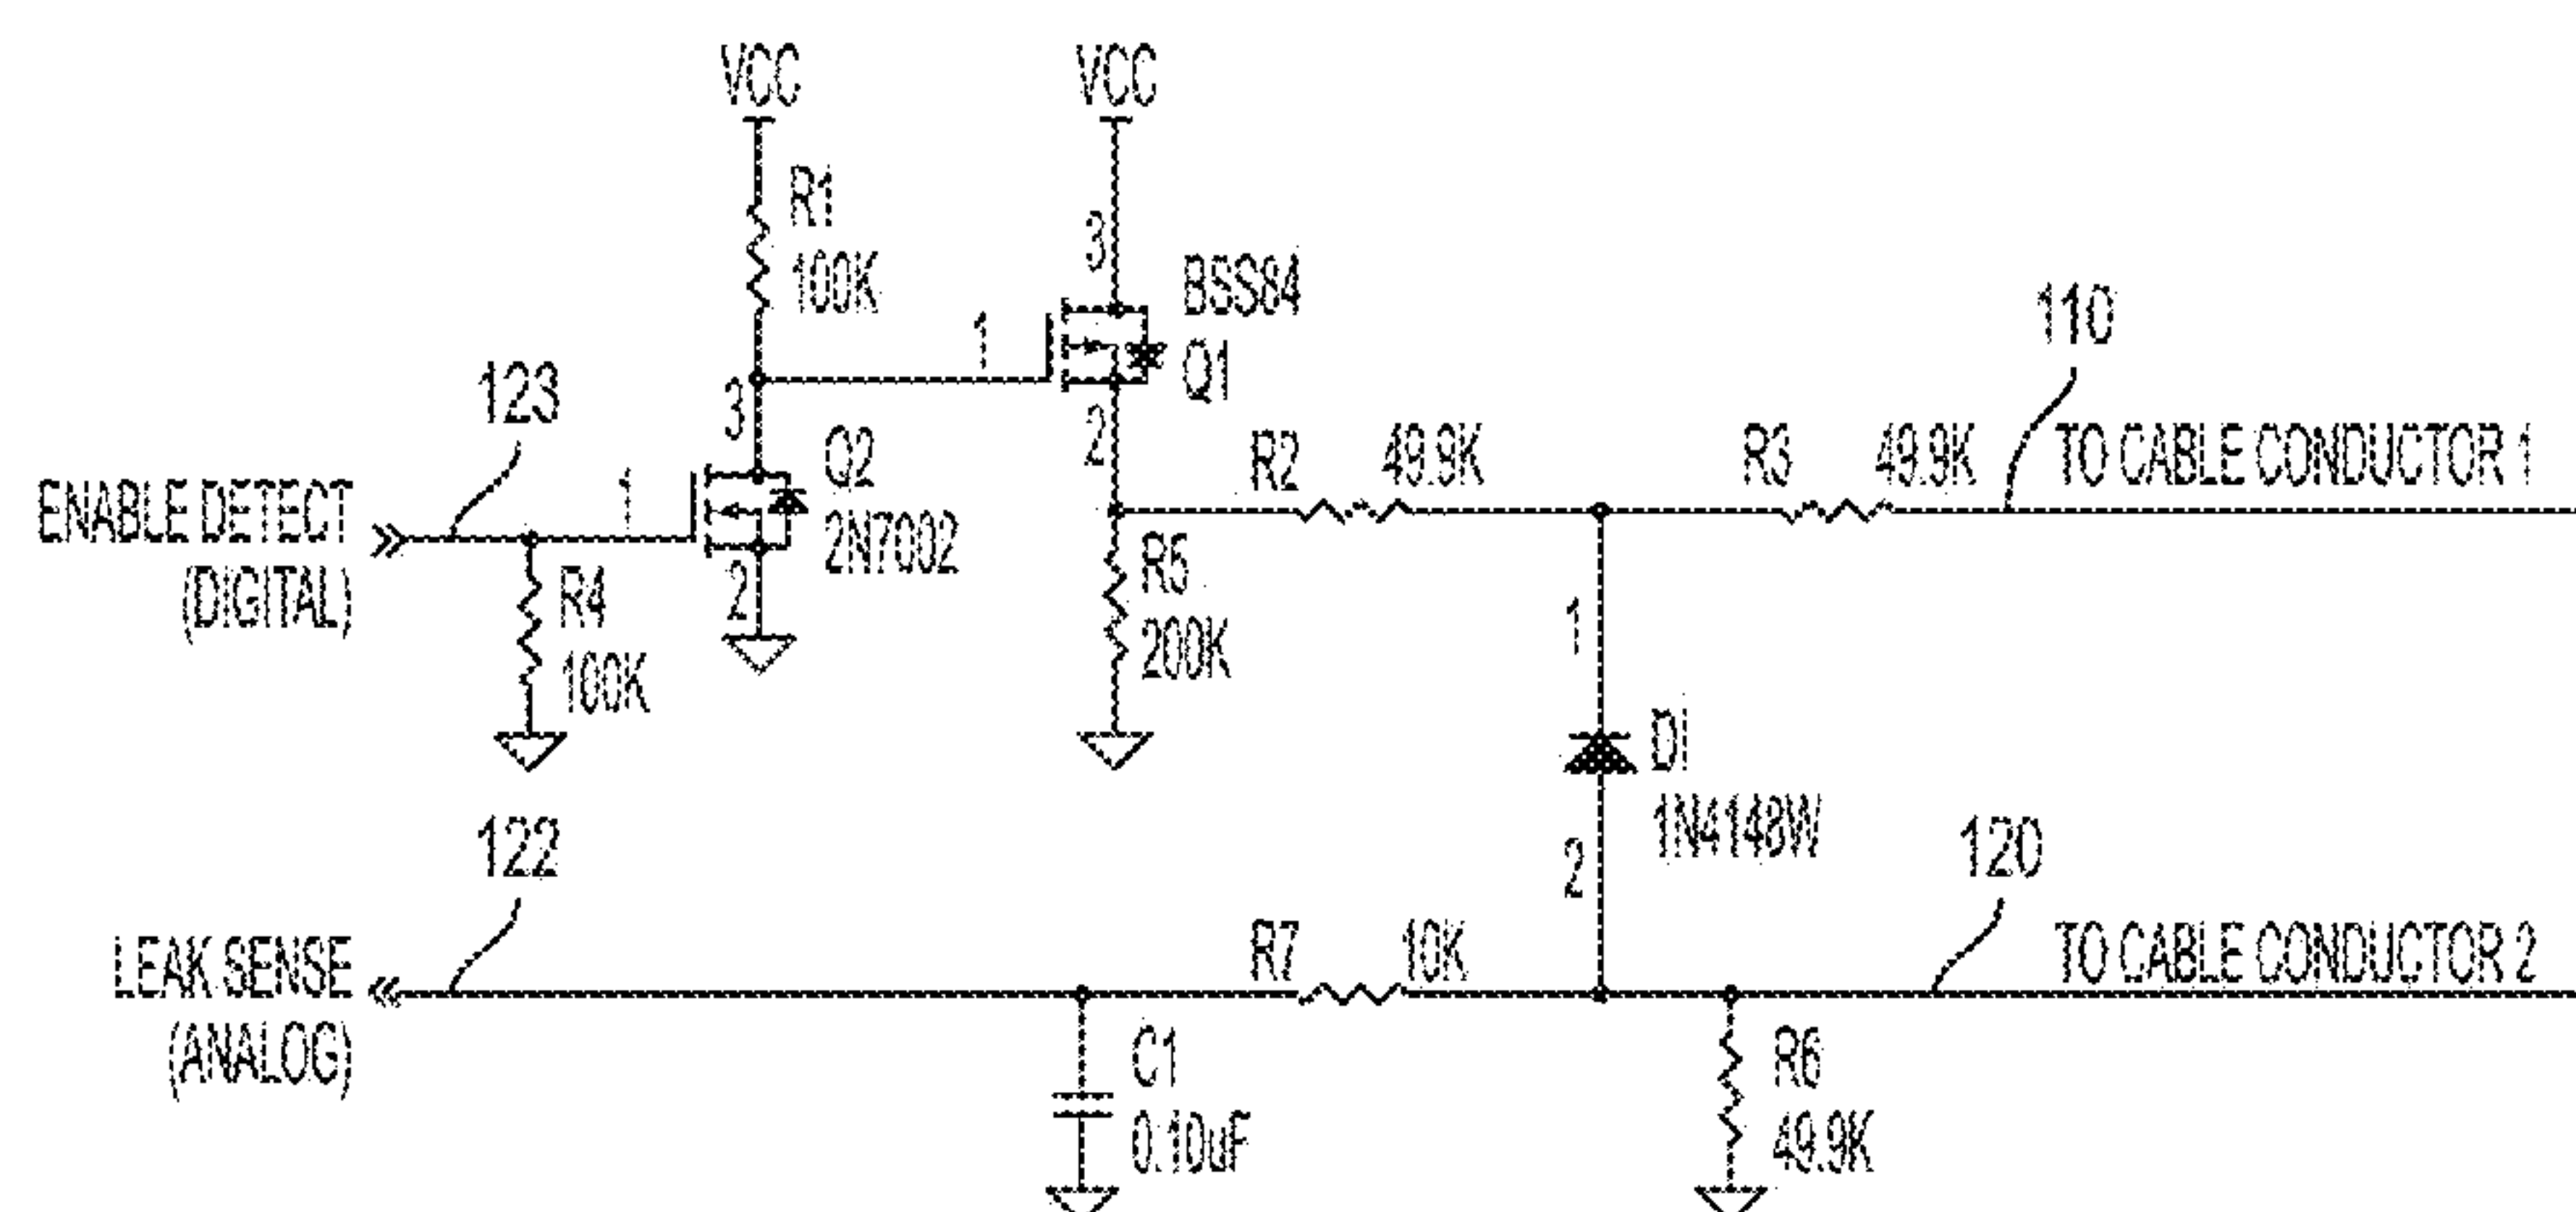 VCC
VCC
R1
100K
3
3
BSS84
Q1
1
2
123
110
ENABLE DETECT
(DIGITAL)
1
3
Q2
2N7002
2
R4
100K
R2
49.9K
R3
49.9K
TO CABLE CONDUCTOR 1
R5
200K
1
D1
1N4148W
2
122
120
LEAK SENSE
(ANALOG)
R7
10K
TO CABLE CONDUCTOR 2
C1
0.10uF
R6
49.9K